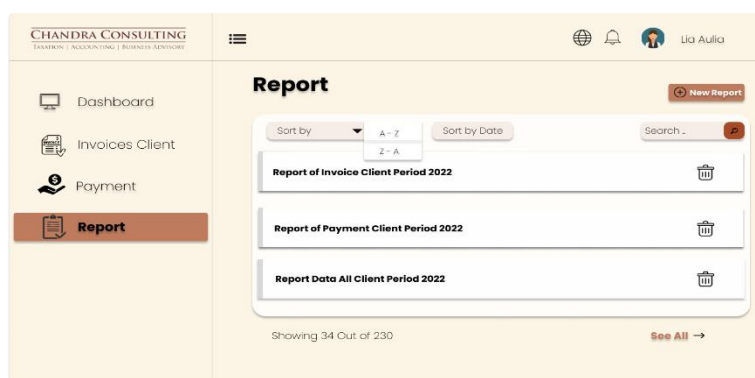 CHANDRA CONSULTING
TAXATION | ACCOUNTING | BUSINESS ADVISORY
Lia Aulia
Dashboard
Invoices Client
Payment
Report
Report
New Report
Sort by
A - Z
Z - A
Sort by Date
Search ..
Report of Invoice Client Period 2022
Report of Payment Client Period 2022
Report Data All Client Period 2022
Showing 34 Out of 230
See All →